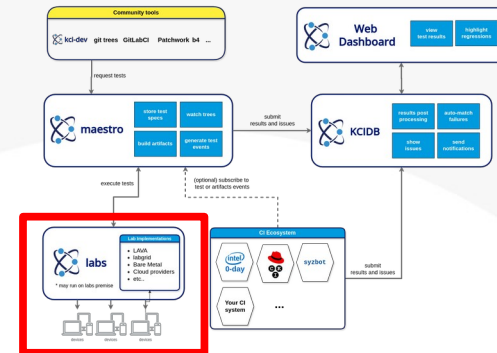 Community tools
kci-dev git trees GitLabCI Patchwork b4 ...
request tests
maestro
store test
specs
watch trees
build artifacts
generate test
events
submit
results and issues
Web
Dashboard
view
test results
highlight
regressions
KCIDB
results post
processing
auto-match
failures
show
issues
send
notifications
execute tests
(optional) subscribe to
test or artifacts events
labs
* may run on labs premise
Lab Implementations
• LAVA
• labgrid
• Bare Metal
• Cloud providers
• etc..
devices
devices
devices
CI Ecosystem
intel
0-day
C K
I
syzbot
Your CI
system
...
submit
results and issues